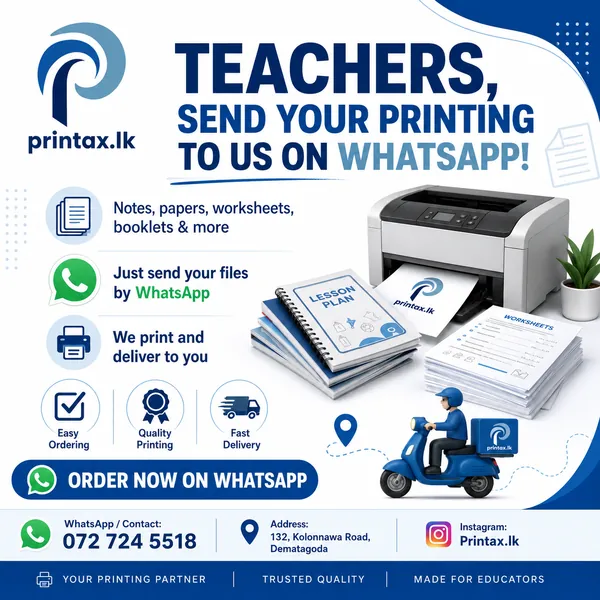 printax.lk
TEACHERS,
SEND YOUR PRINTING
TO US ON WHATSAPP!
Notes, papers, worksheets,
booklets & more
Just send your files
by WhatsApp
We print and
deliver to you
LESSON
PLAN
printax.lk
WORKSHEETS
printax.lk
Easy
Ordering
Quality
Printing
Fast
Delivery
ORDER NOW ON WHATSAPP
WhatsApp / Contact:
072 724 5518
Address:
132, Kolonnawa Road,
Dematagoda
Instagram:
Printax.lk
YOUR PRINTING PARTNER
TRUSTED QUALITY
MADE FOR EDUCATORS